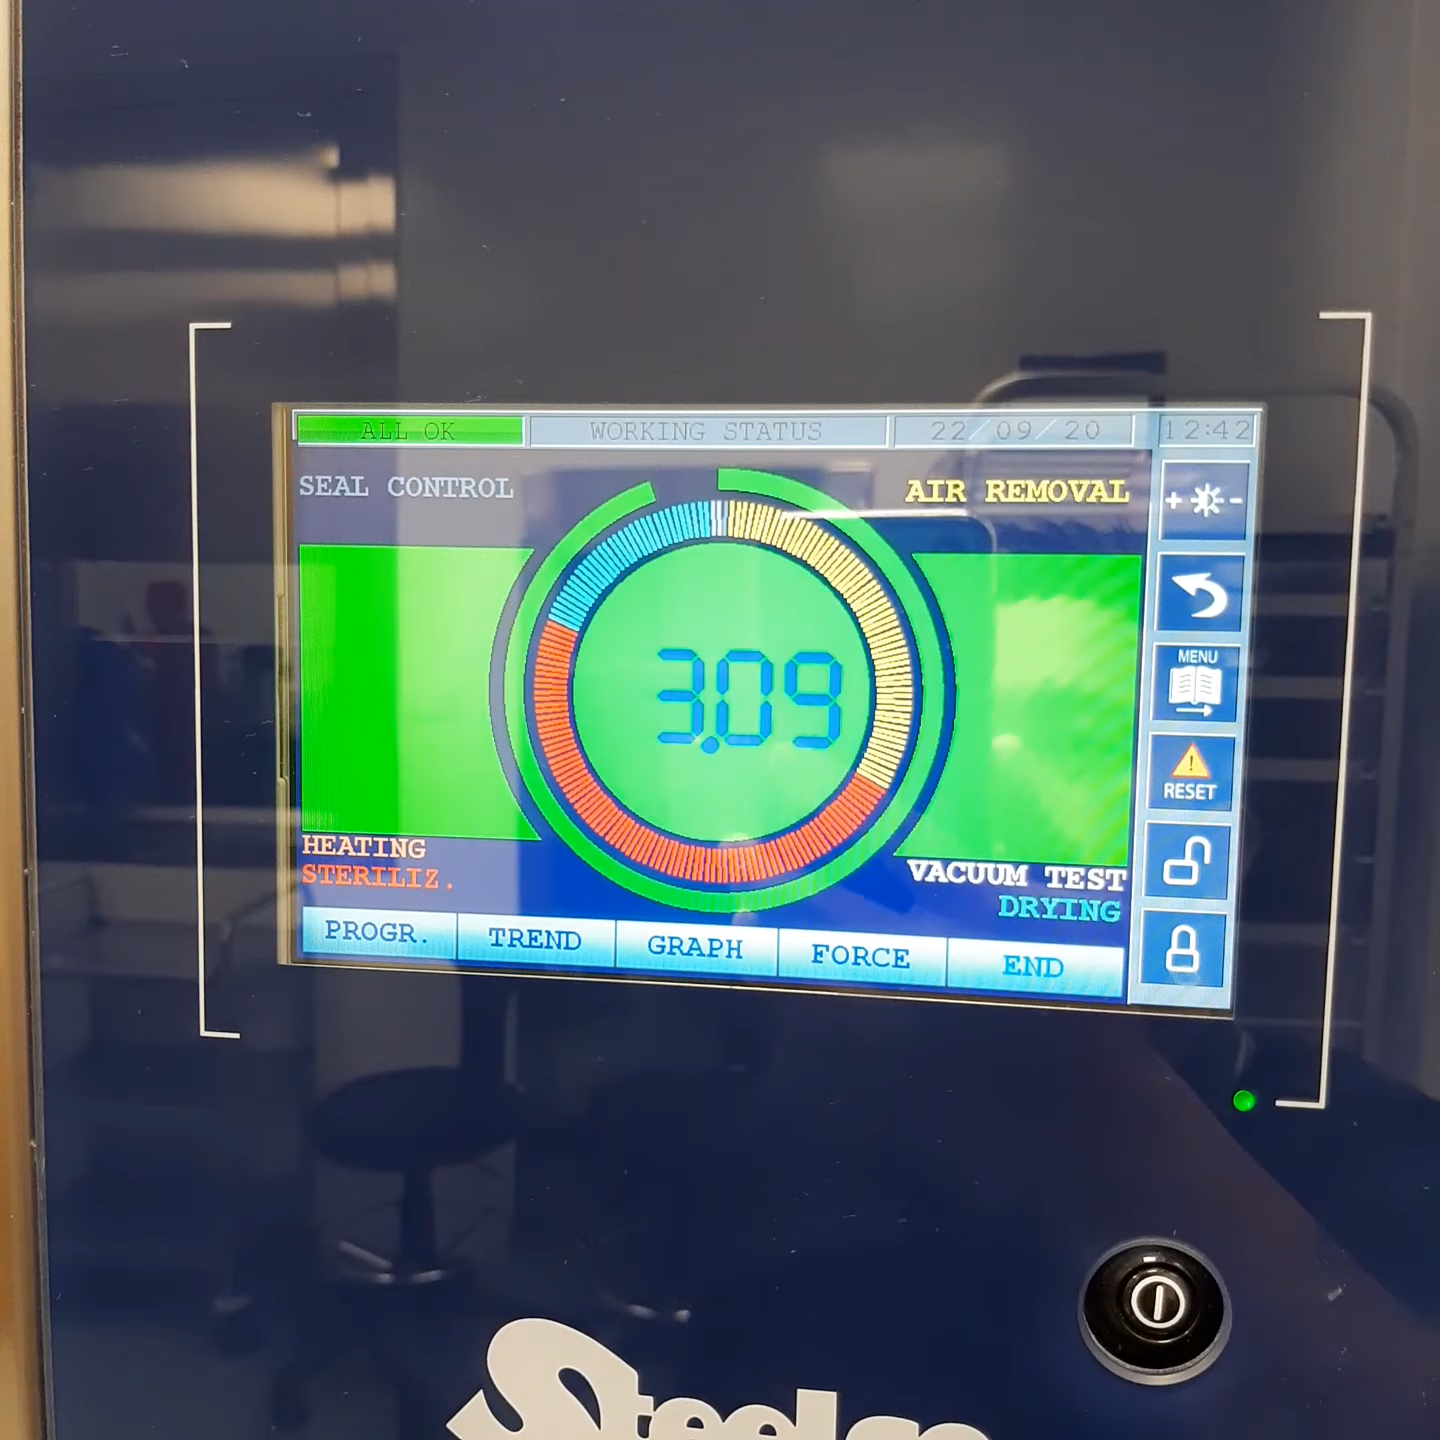 ALL OK
WORKING STATUS
22/09/20
12:42
SEAL CONTROL
AIR REMOVAL
+ -
MENU
3.09
RESET
HEATING
STERILIZ.
VACUUM TEST
DRYING
PROGR.
TREND
GRAPH
FORCE
END